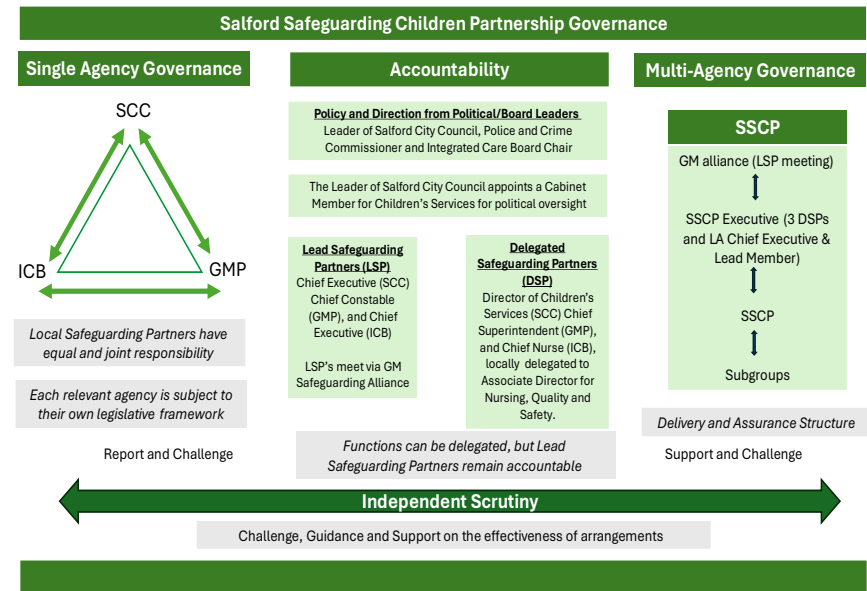 Salford Safeguarding Children Partnership Governance
Single Agency Governance
SCC
ICB
GMP
Local Safeguarding Partners have
equal and joint responsibility
Each relevant agency is subject to
their own legislative framework
Report and Challenge
Accountability
Policy and Direction from Political/Board Leaders
Leader of Salford City Council, Police and Crime
Commissioner and Integrated Care Board Chair
The Leader of Salford City Council appoints a Cabinet
Member for Children's Services for political oversight
Lead Safeguarding
Partners (LSP)
Chief Executive (SCC)
Chief Constable
(GMP), and Chief
Executive (ICB)
LSP's meet via GM
Safeguarding Alliance
Delegated
Safeguarding Partners
(DSP)
Director of Children's
Services (SCC) Chief
Superintendent (GMP),
and Chief Nurse (ICB),
locally delegated to
Associate Director for
Nursing, Quality and
Safety.
Functions can be delegated, but Lead
Safeguarding Partners remain accountable
Multi-Agency Governance
SSCP
GM alliance (LSP meeting)
SSCP Executive (3 DSPs
and LA Chief Executive &
Lead Member)
SSCP
Subgroups
Delivery and Assurance Structure
Support and Challenge
Independent Scrutiny
Challenge, Guidance and Support on the effectiveness of arrangements